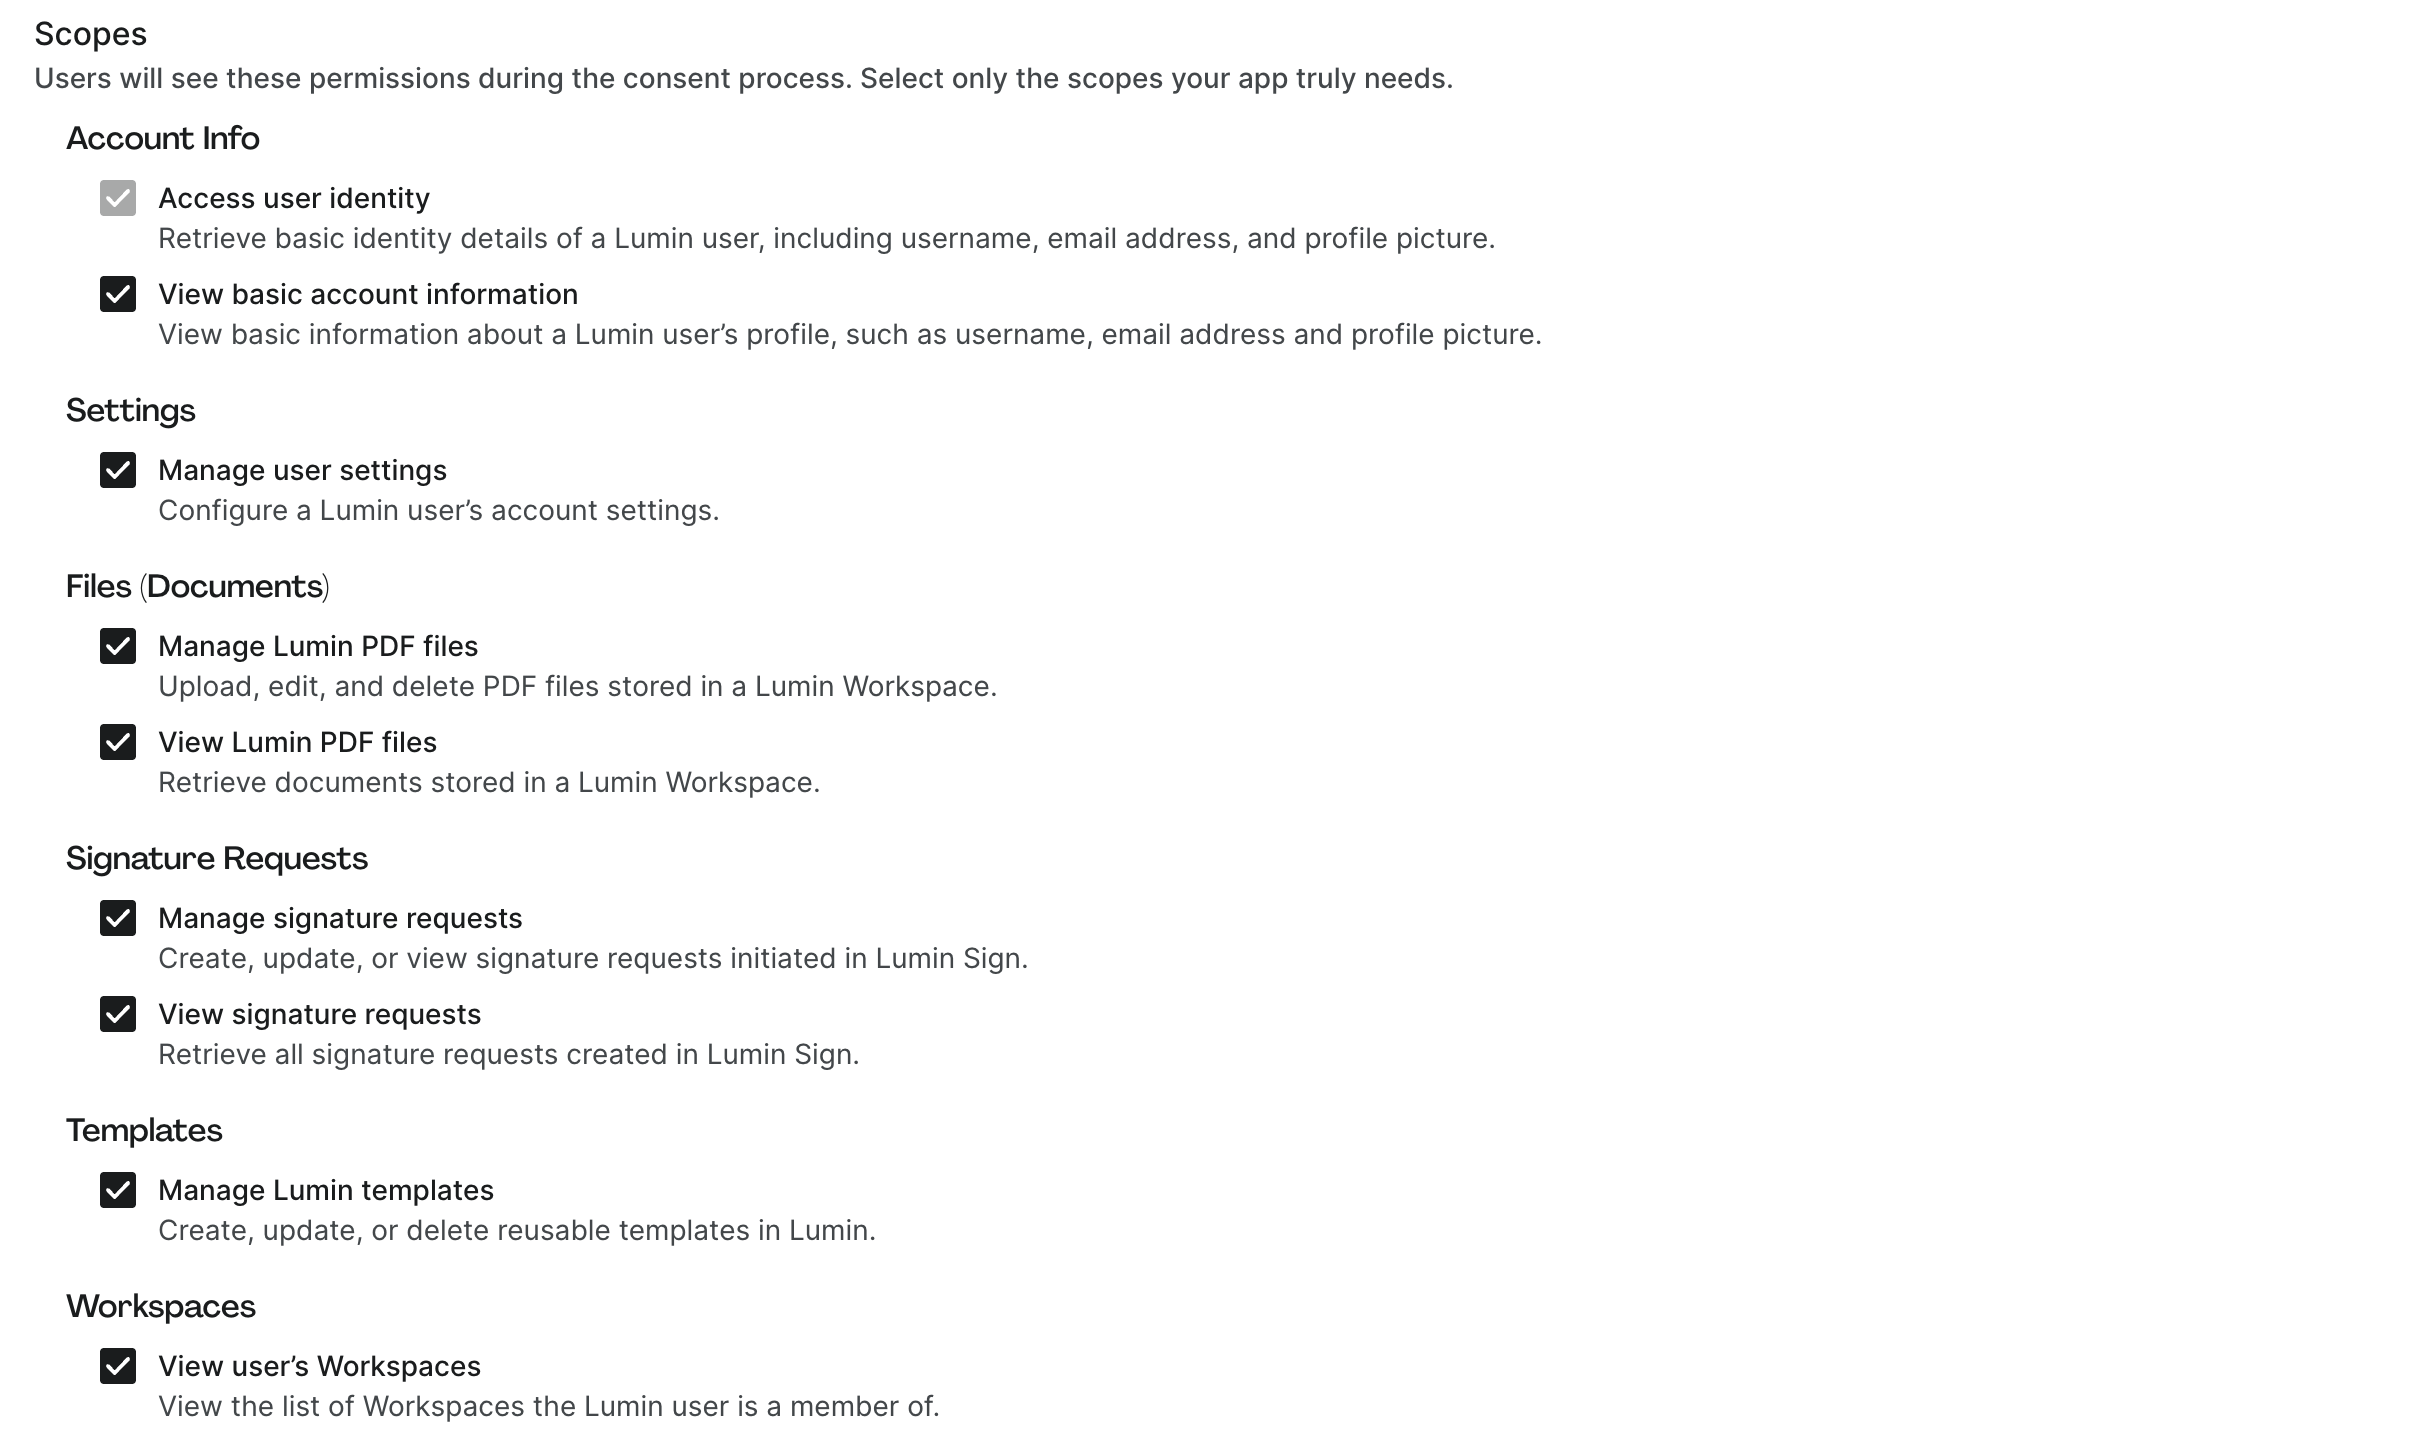 Scopes
Users will see these permissions during the consent process. Select only the scopes your app truly needs.
Account Info
Access user identity
Retrieve basic identity details of a Lumin user, including username, email address, and profile picture.
View basic account information
View basic information about a Lumin user’s profile, such as username, email address and profile picture.
Settings
Manage user settings
Configure a Lumin user’s account settings.
Files (Documents)
Manage Lumin PDF files
Upload, edit, and delete PDF files stored in a Lumin Workspace.
View Lumin PDF files
Retrieve documents stored in a Lumin Workspace.
Signature Requests
Manage signature requests
Create, update, or view signature requests initiated in Lumin Sign.
View signature requests
Retrieve all signature requests created in Lumin Sign.
Templates
Manage Lumin templates
Create, update, or delete reusable templates in Lumin.
Workspaces
View user’s Workspaces
View the list of Workspaces the Lumin user is a member of.